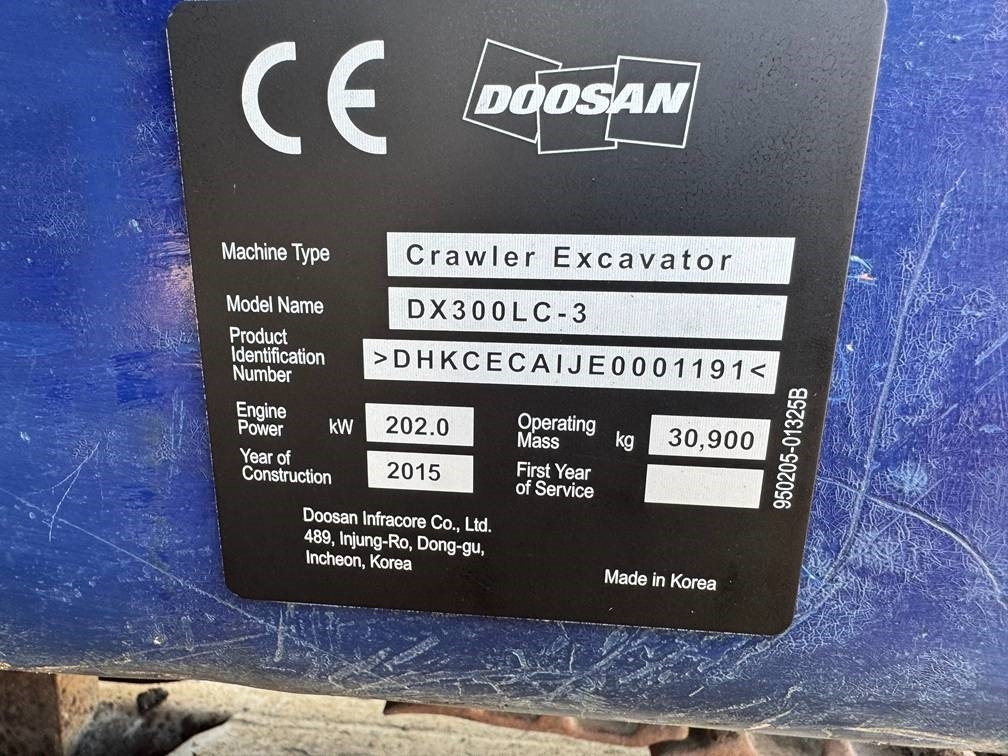 CE
DOOSAN
Machine Type Crawler Excavator
Model Name DX300LC-3
Product
Identification
Number >DHKCECAIJE0001191<
Engine
Power kW 202.0
Operating
Mass kg 30,900
Year of
Construction 2015
First Year
of Service
950205-01325B
Doosan Infracore Co., Ltd.
489, Injung-Ro, Dong-gu,
Incheon, Korea
Made in Korea